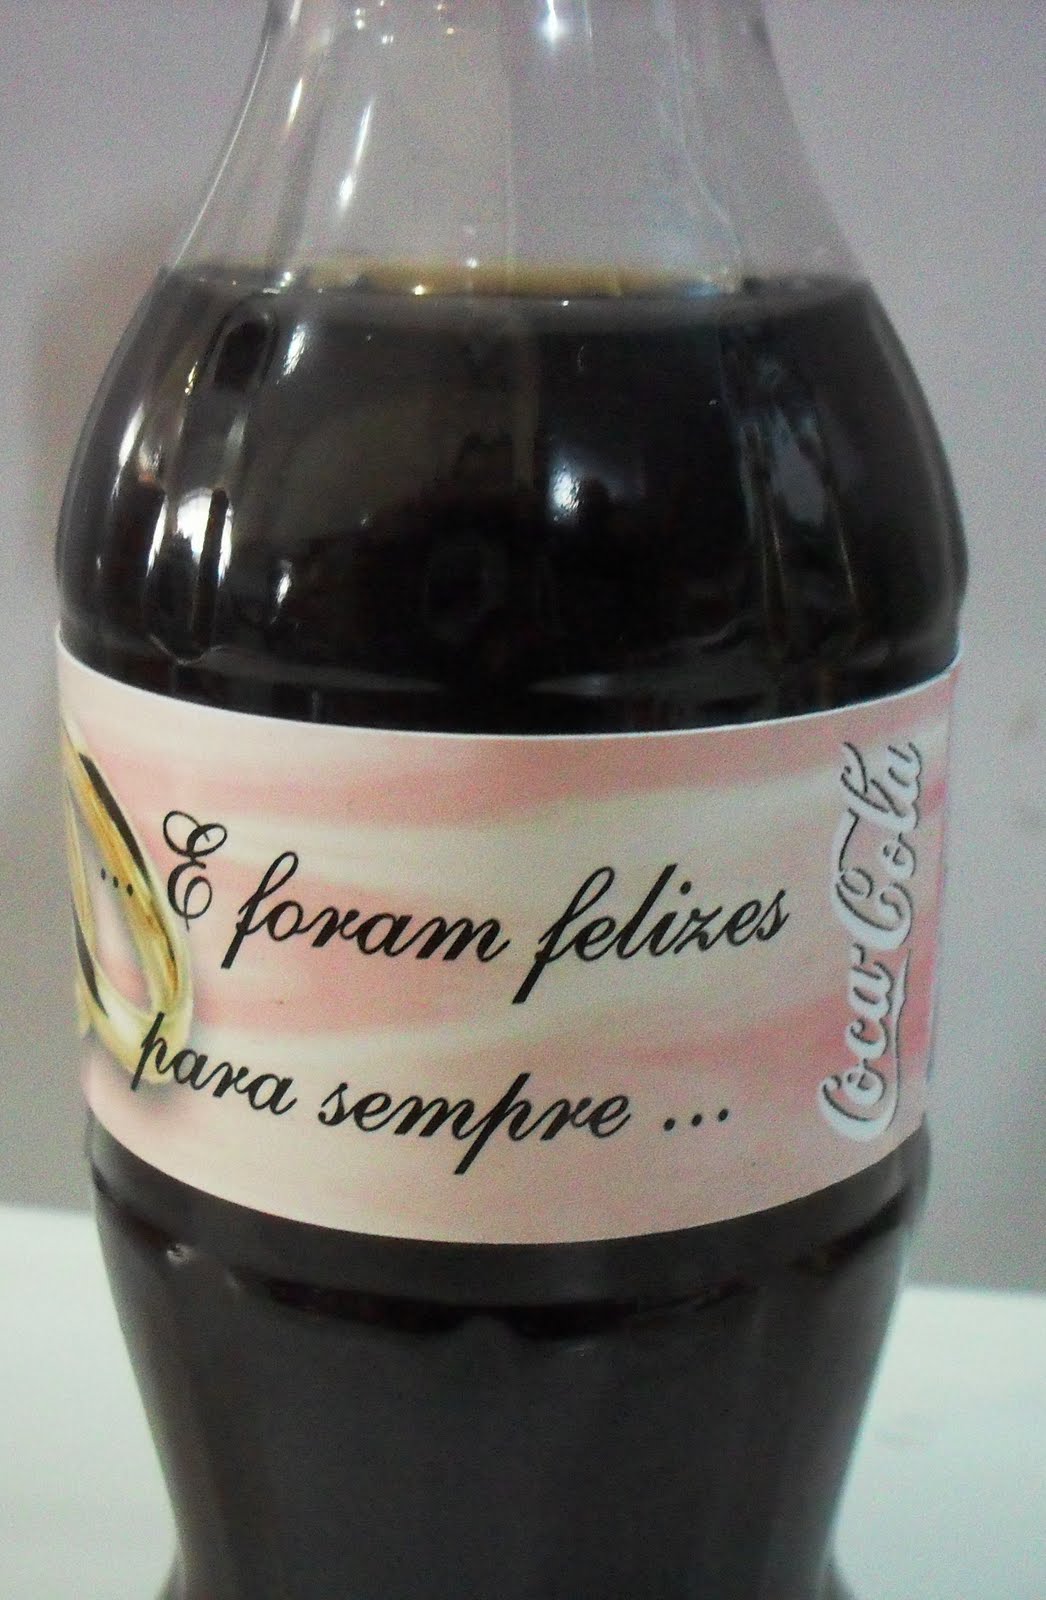 ... E foram felizes
para sempre ...
Coca-Cola